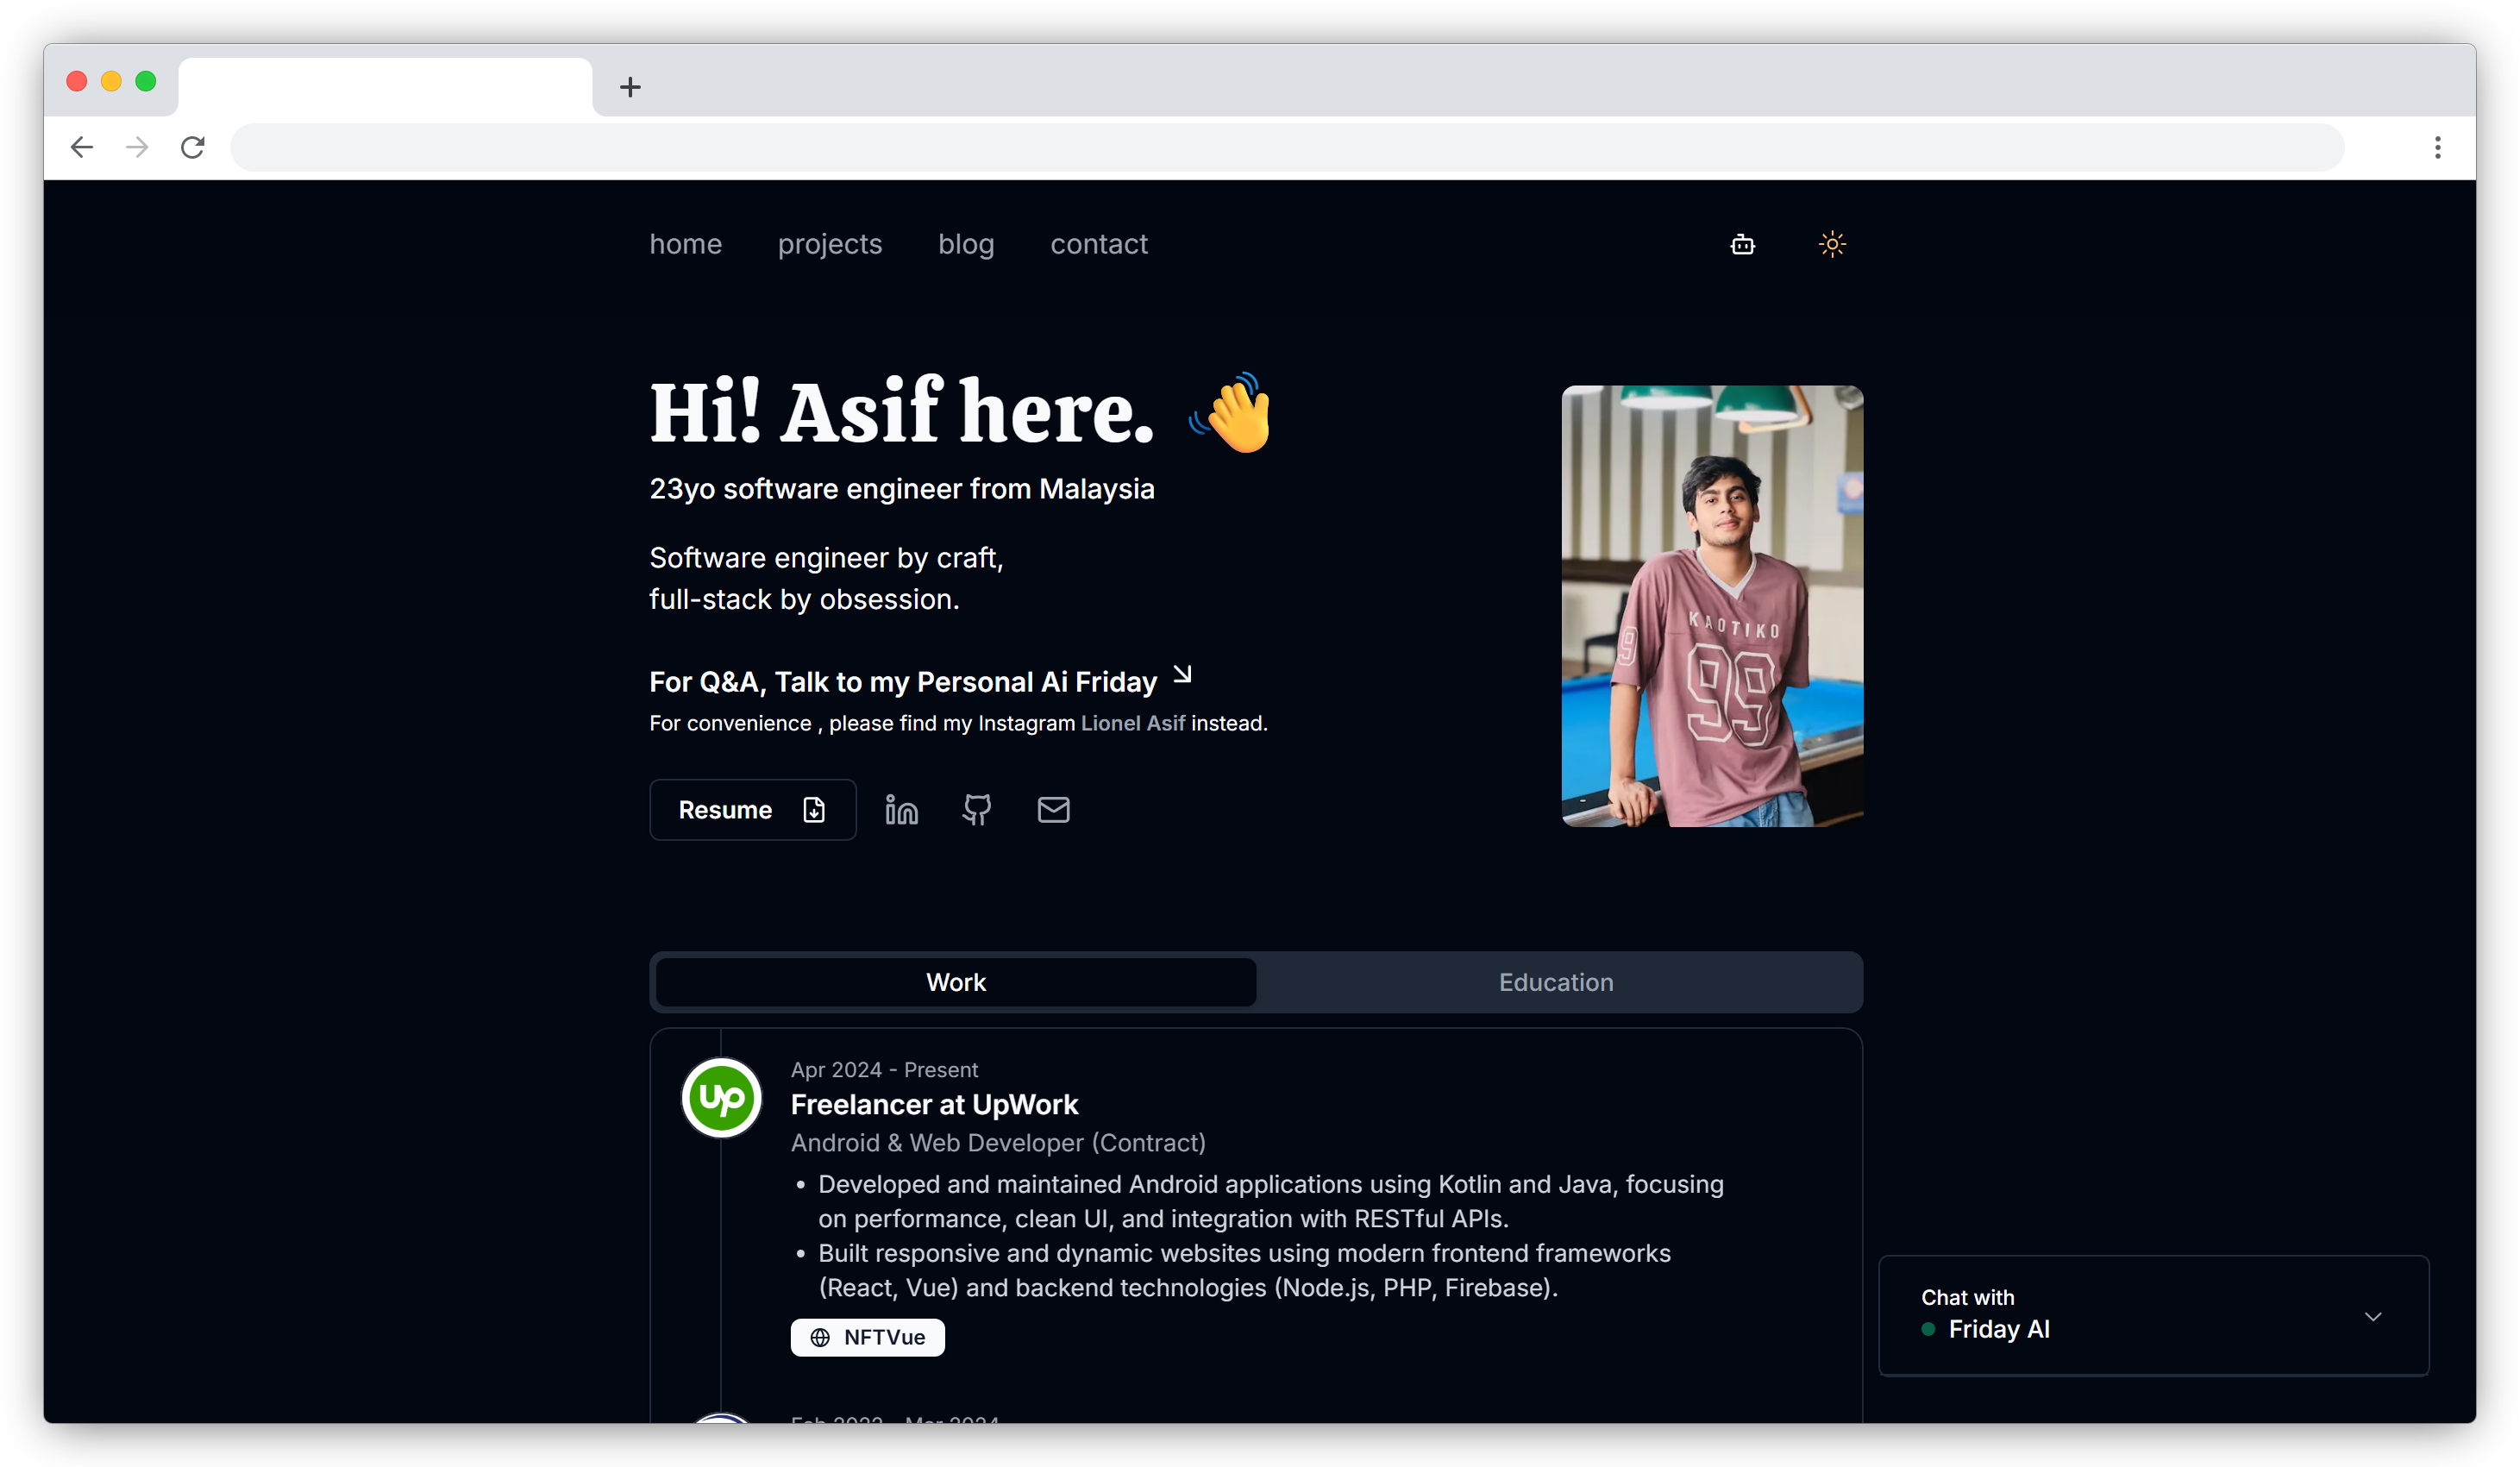 home projects blog contact
Hi! Asif here. 👋
23yo software engineer from Malaysia
Software engineer by craft,
full-stack by obsession.
For Q&A, Talk to my Personal Ai Friday
For convenience , please find my Instagram Lionel Asif instead.
Resume
in
KAOTIKO
9
99
Work Education
up
Apr 2024 - Present
Freelancer at UpWork
Android & Web Developer (Contract)
• Developed and maintained Android applications using Kotlin and Java, focusing
on performance, clean UI, and integration with RESTful APIs.
• Built responsive and dynamic websites using modern frontend frameworks
(React, Vue) and backend technologies (Node.js, PHP, Firebase).
NFTVue
Chat with
Friday AI